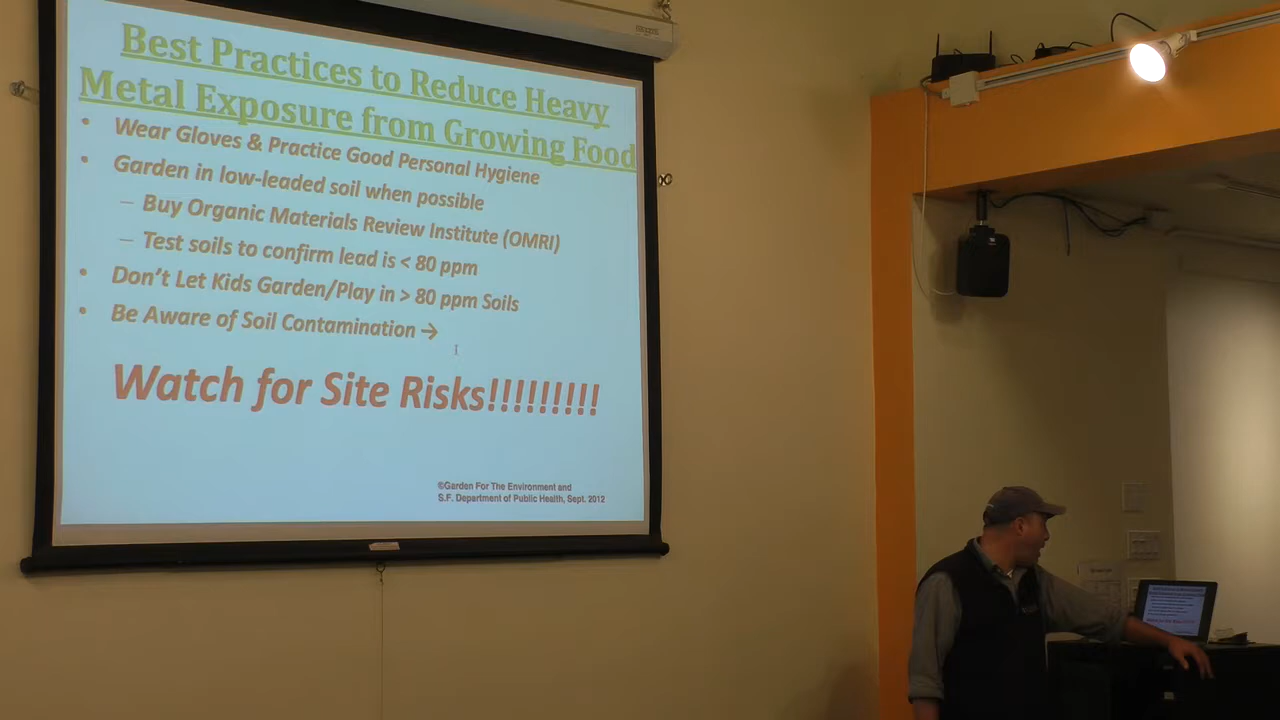 Best Practices to Reduce Heavy
Metal Exposure from Growing Food
• Wear Gloves & Practice Good Personal Hygiene
• Garden in low-leaded soil when possible
– Buy Organic Materials Review Institute (OMRI)
– Test soils to confirm lead is < 80 ppm
• Don't Let Kids Garden/Play in > 80 ppm Soils
• Be Aware of Soil Contamination →
Watch for Site Risks!!!!!!!!!
©Garden For The Environment and
S.F. Department of Public Health, Sept. 2012